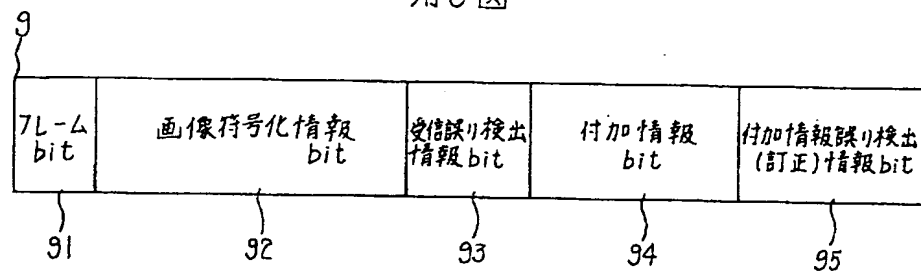 9
フレーム 画像符号化情報 受信誤り検出 付加情報 付加情報誤り検出
bit bit 情報bit bit (訂正)情報bit
91 92 93 94 95